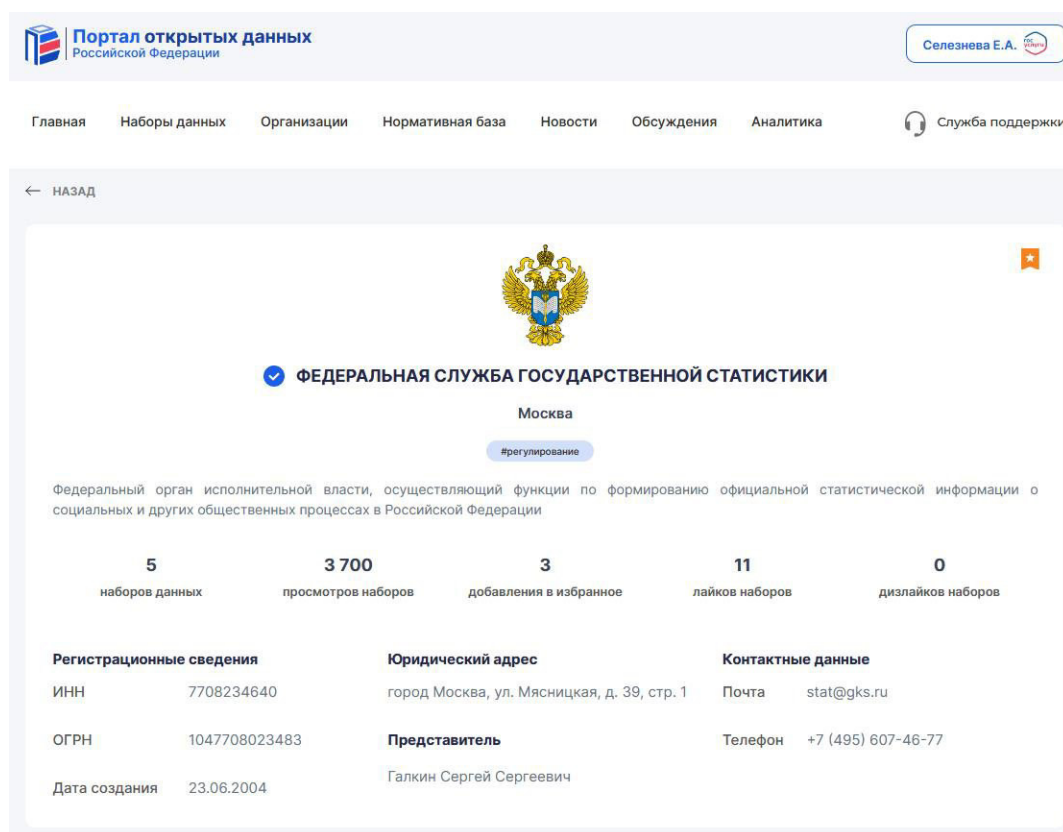 Портал открытых данных
Российской Федерации
Селезнева Е.А.
гос
услуги
Главная Наборы данных Организации Нормативная база Новости Обсуждения Аналитика Служба поддержки
← НАЗАД
ФЕДЕРАЛЬНАЯ СЛУЖБА ГОСУДАРСТВЕННОЙ СТАТИСТИКИ
Москва
#регулирование
Федеральный орган исполнительной власти, осуществляющий функции по формированию официальной статистической информации о
социальных и других общественных процессах в Российской Федерации
5 3 700 3 11 0
наборов данных просмотров наборов добавления в избранное лайков наборов дизлайков наборов
Регистрационные сведения Юридический адрес Контактные данные
ИНН 7708234640 город Москва, ул. Мясницкая, д. 39, стр. 1 Почта stat@gks.ru
ОГРН 1047708023483 Представитель Телефон +7 (495) 607-46-77
Галкин Сергей Сергеевич
Дата создания 23.06.2004